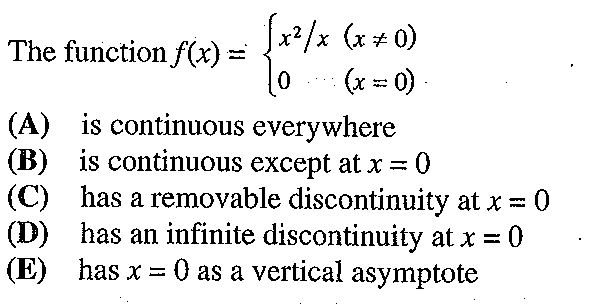 The function f(x) = { x²/x (x ≠ 0)
0 (x = 0)
(A) is continuous everywhere
(B) is continuous except at x = 0
(C) has a removable discontinuity at x = 0
(D) has an infinite discontinuity at x = 0
(E) has x = 0 as a vertical asymptote